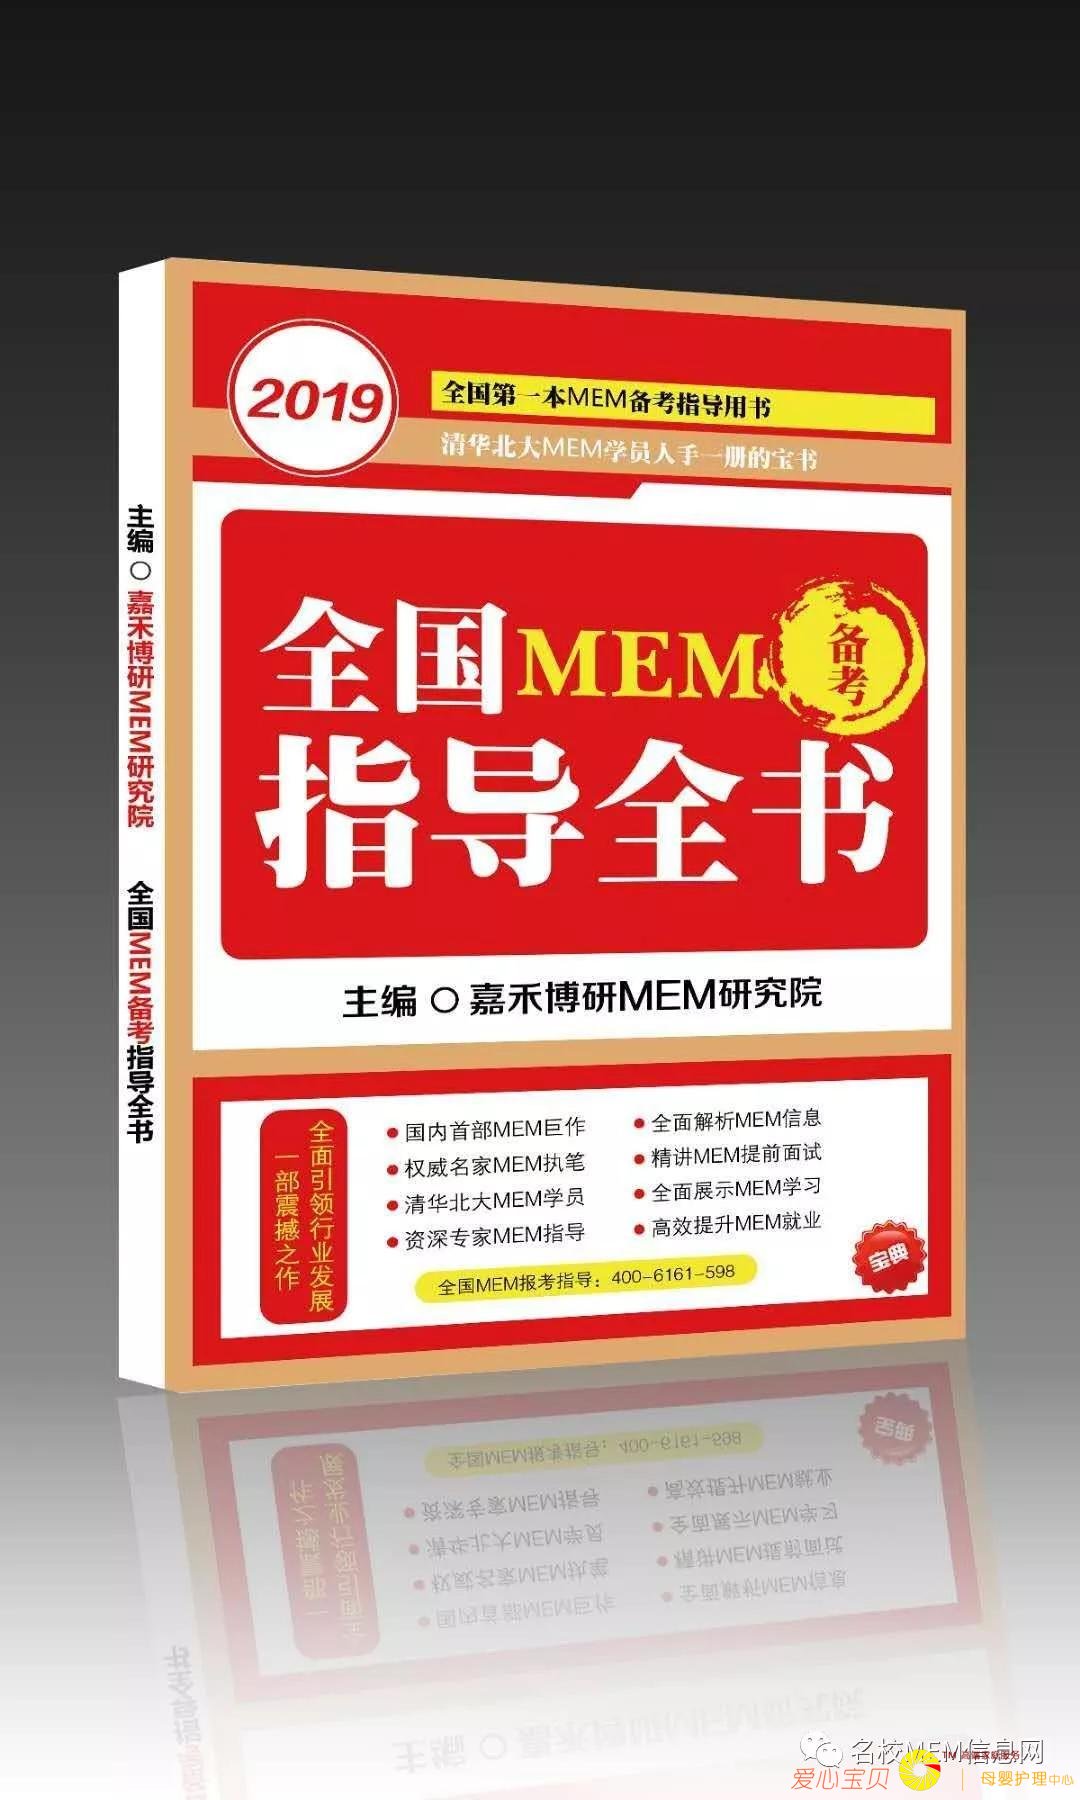 2019
全国第一本MEM备考指导用书
清华北大MEM学员人手一册的宝书
全国MEM
备考
指导全书
主编○嘉禾博研MEM研究院
主编○嘉禾博研MEM研究院 全国MEM备考指导全书
全面引领行业发展
一部震撼之作
国内首部MEM巨作
权威名家MEM执笔
清华北大MEM学员
资深专家MEM指导
全面解析MEM信息
精讲MEM提前面试
全面展示MEM学习
高效提升MEM就业
全国MEM报考指导：400-6161-598
宝典
名校MEM信息网
爱心宝贝
母婴护理中心